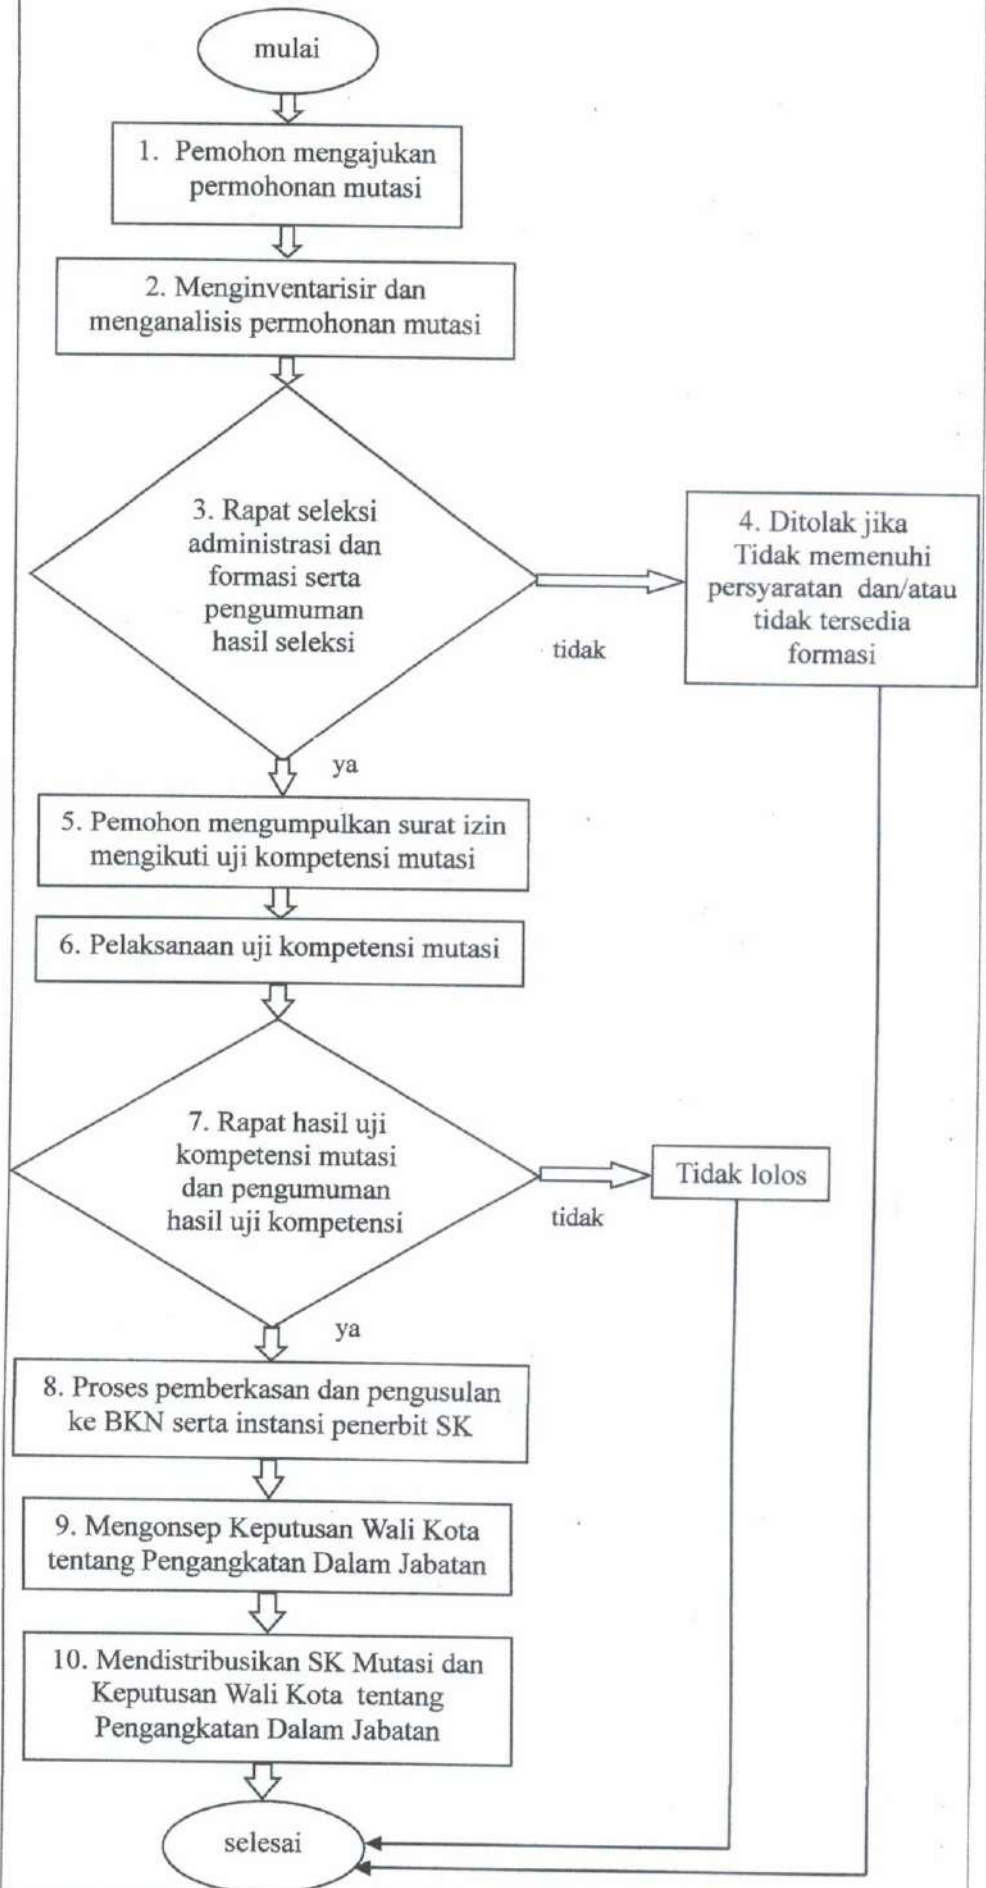 mulai
1. Pemohon mengajukan
permohonan mutasi
2. Menginventarisir dan
menganalisis permohonan mutasi
3. Rapat seleksi
administrasi dan
formasi serta
pengumuman
hasil seleksi
tidak
4. Ditolak jika
Tidak memenuhi
persyaratan dan/atau
tidak tersedia
formasi
ya
5. Pemohon mengumpulkan surat izin
mengikuti uji kompetensi mutasi
6. Pelaksanaan uji kompetensi mutasi
7. Rapat hasil uji
kompetensi mutasi
dan pengumuman
hasil uji kompetensi
tidak
Tidak lolos
ya
8. Proses pemberkasan dan pengusulan
ke BKN serta instansi penerbit SK
9. Mengonsep Keputusan Wali Kota
tentang Pengangkatan Dalam Jabatan
10. Mendistribusikan SK Mutasi dan
Keputusan Wali Kota tentang
Pengangkatan Dalam Jabatan
selesai